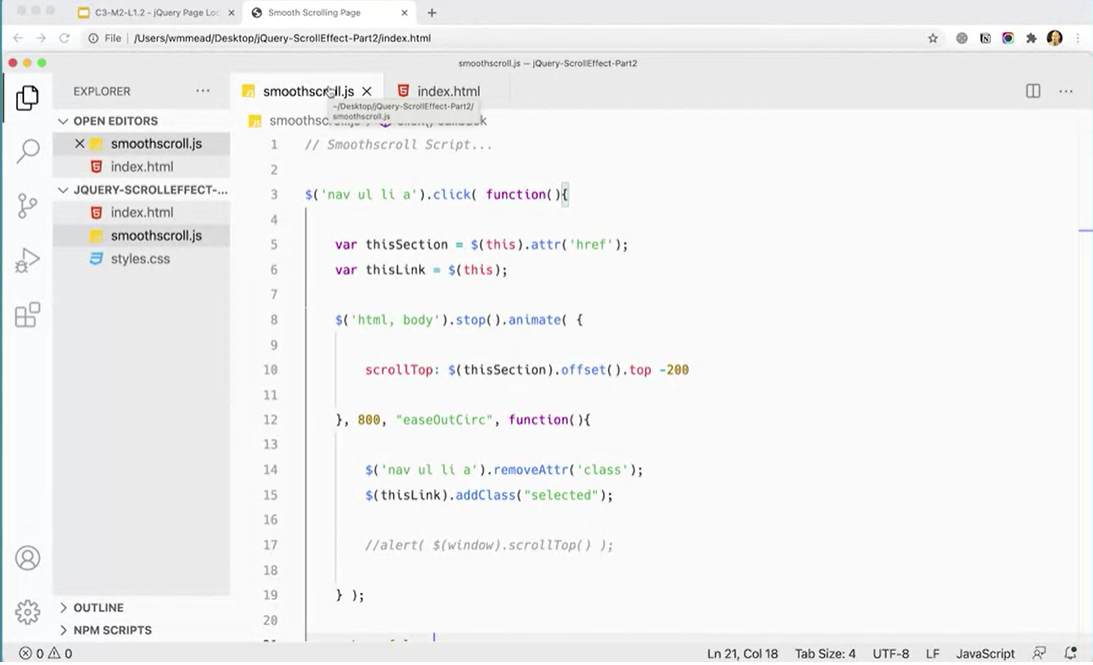 C3-M2-L1.2 - jQuery Page Loc
Smooth Scrolling Page
File | /Users/wmmead/Desktop/jQuery-ScrollEffect-Part2/index.html
smoothscroll.js — jQuery-ScrollEffect-Part2
EXPLORER
smoothscroll.js
index.html
~/Desktop/jQuery-ScrollEffect-Part2/
smoothscroll.js
OPEN EDITORS
smoothscroll.js
index.html
JQUERY-SCROLLEFFECT-...
index.html
smoothscroll.js
styles.css
OUTLINE
NPM SCRIPTS
1 // Smoothscroll Script...
2
3 $('nav ul li a').click( function(){
4
5 var thisSection = $(this).attr('href');
6 var thisLink = $(this);
7
8 $('html, body').stop().animate( {
9
10 scrollTop: $(thisSection).offset().top -200
11
12 }, 800, "easeOutCirc", function(){
13
14 $('nav ul li a').removeAttr('class');
15 $(thisLink).addClass("selected");
16
17 //alert( $(window).scrollTop() );
18
19 } );
20
0 0
Ln 21, Col 18
Tab Size: 4
UTF-8
LF
JavaScript